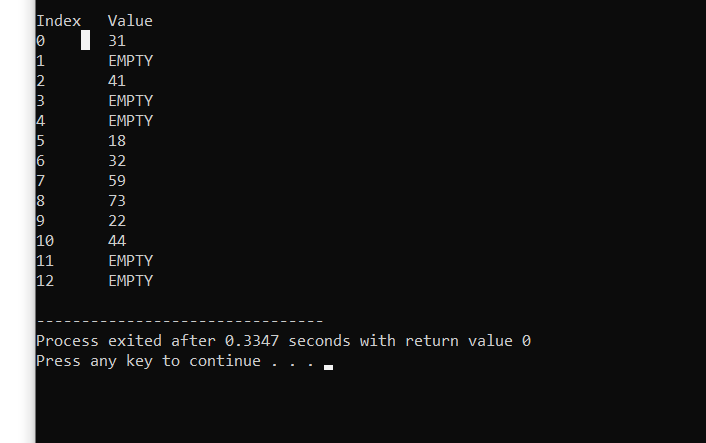 Index   Value
0       31
1       EMPTY
2       41
3       EMPTY
4       EMPTY
5       18
6       32
7       59
8       73
9       22
10      44
11      EMPTY
12      EMPTY
--------------------------------
Process exited after 0.3347 seconds with return value 0
Press any key to continue . . .